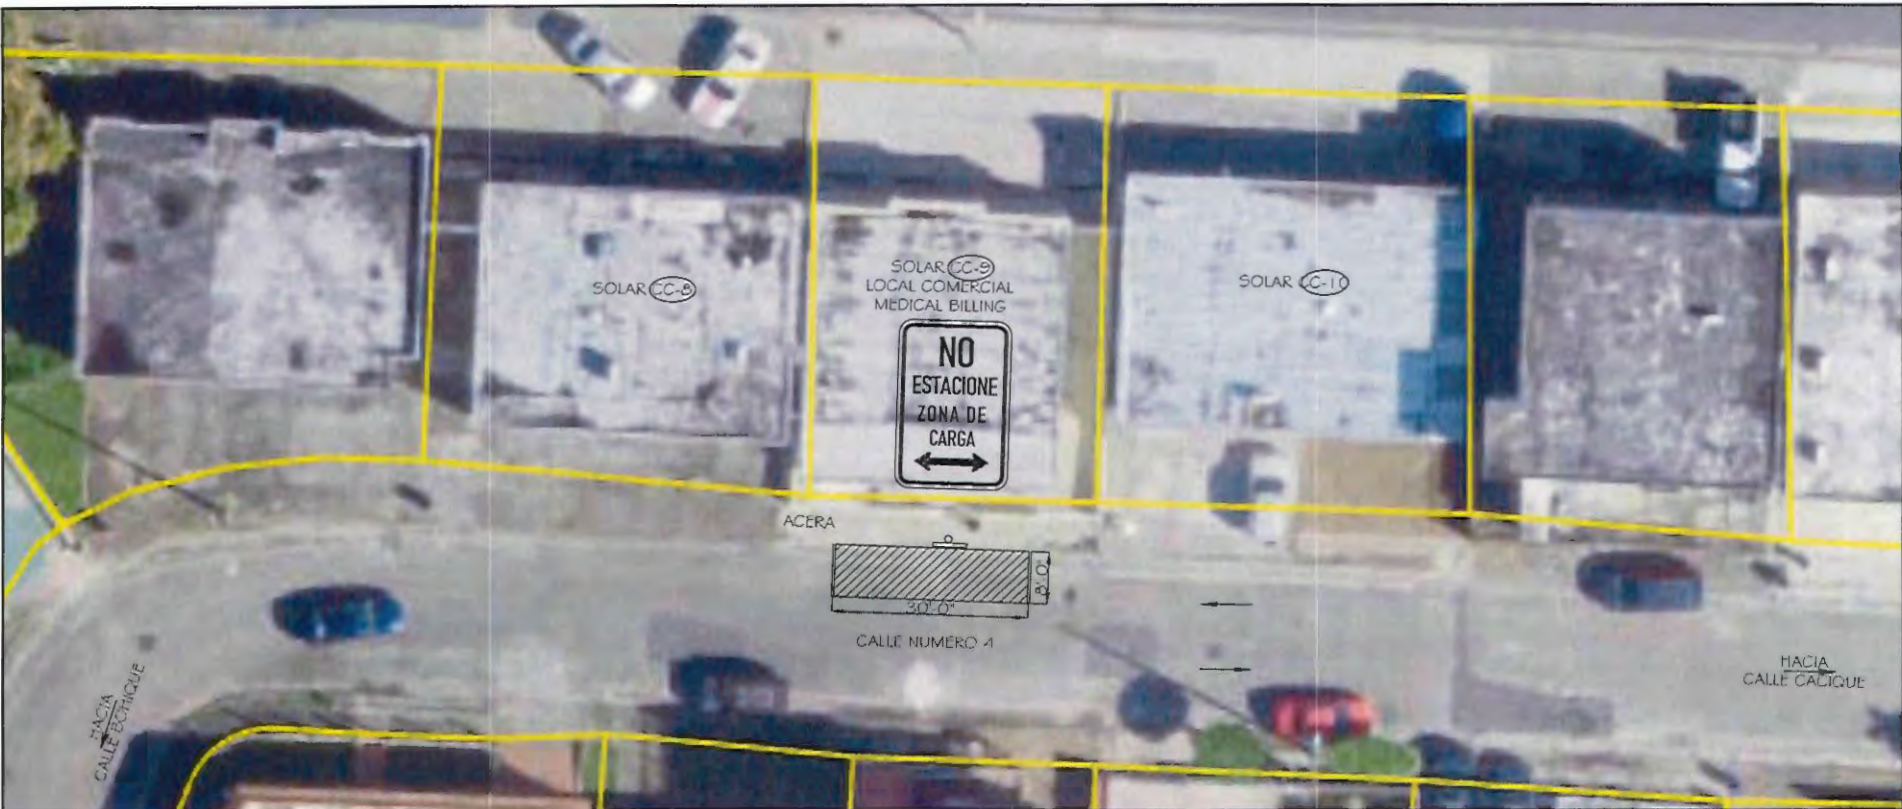 SOLAR CC-8
SOLAR CC-9
LOCAL COMERCIAL
MEDICAL BILLING
SOLAR CC-10
NO
ESTACIONE
ZONA DE
CARGA
ACERA
8'-0"
30'-0"
CALLE NUMERO 4
HACIA
CALLE BOHIQUE
HACIA
CALLE CACIQUE